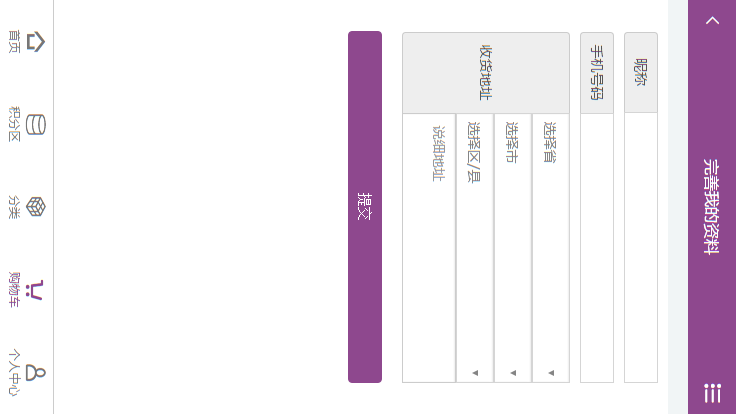 完善我的资料
昵称
手机号码
收货地址
选择省
选择市
选择区/县
说细地址
提交
首页
积分区
分类
购物车
个人中心